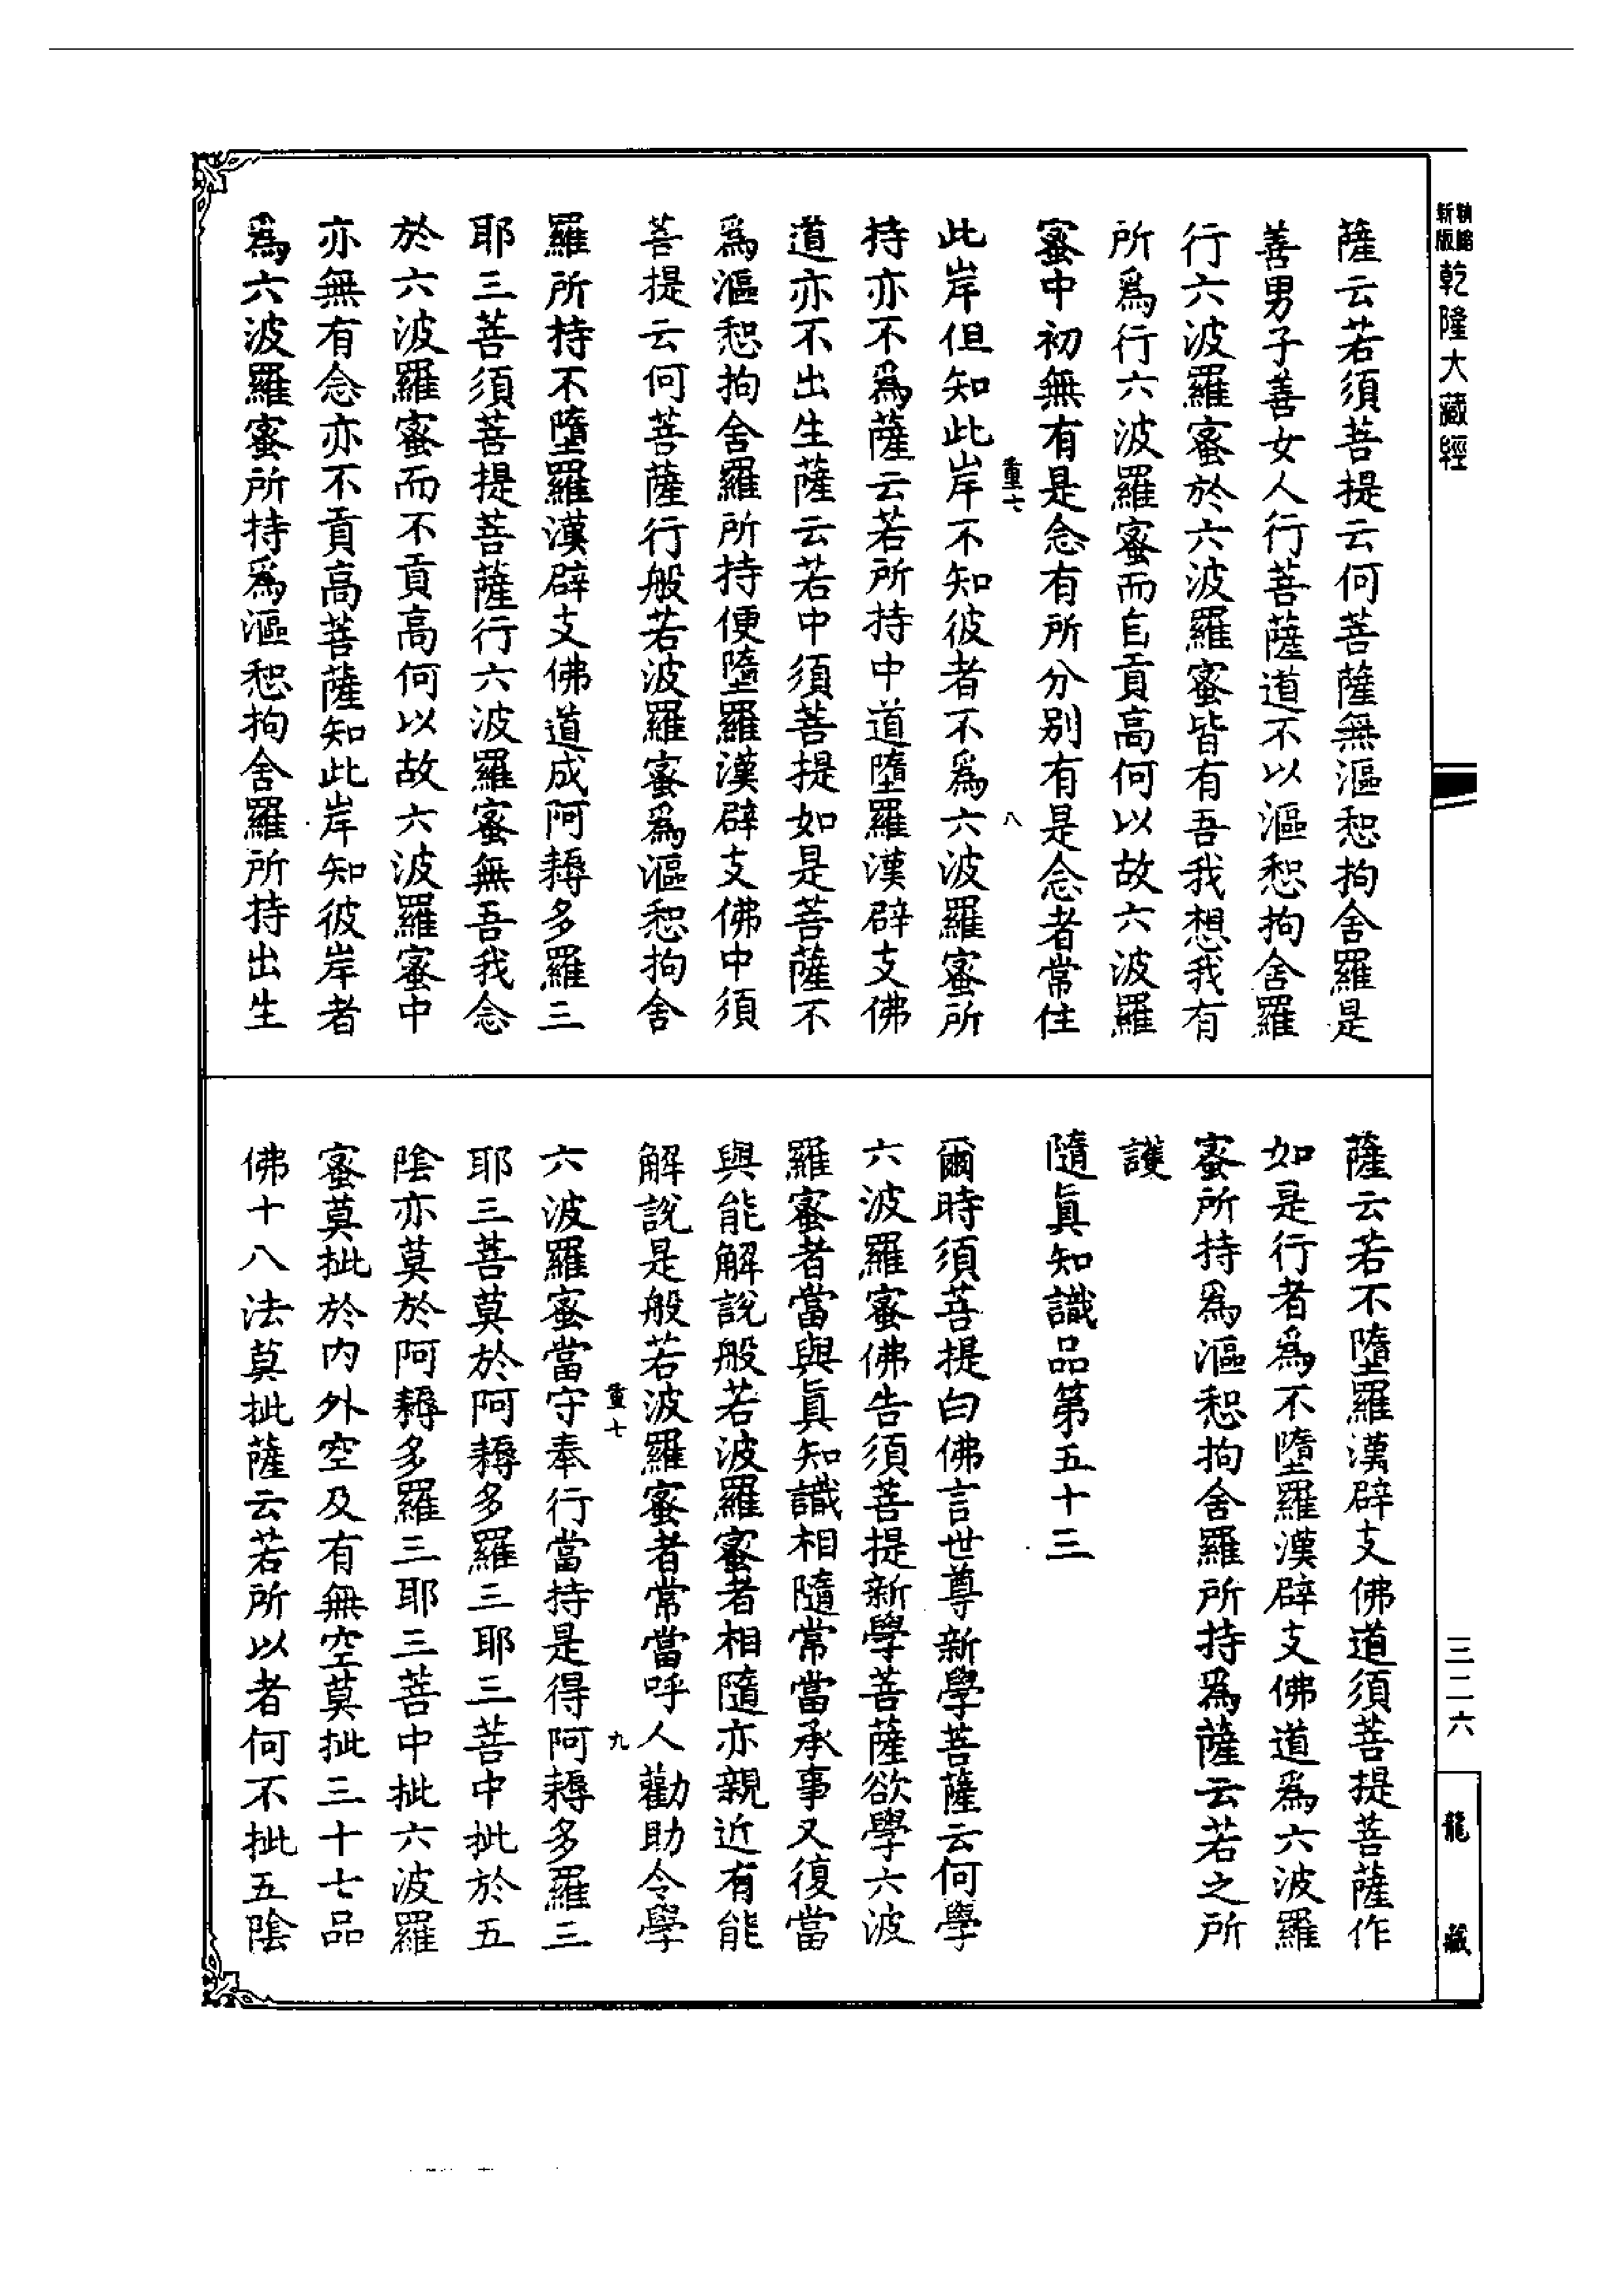 新版 乾隆大藏經
薩云若須菩提云何菩薩無漚惒拘舍羅是
善男子善女人行菩薩道不以漚惒拘舍羅
行六波羅蜜於六波羅蜜皆有吾我想我有
所爲行六波羅蜜而自貢高何以故六波羅
蜜中初無有是念有所分別有是念者常住
重七 八
此岸但知此岸不知彼者不爲六波羅蜜所
持亦不爲薩云若所持中道墮羅漢辟支佛
道亦不出生薩云若中須菩提如是菩薩不
爲漚惒拘舍羅所持便墮羅漢辟支佛中須
菩提云何菩薩行般若波羅蜜爲漚惒拘舍
羅所持不墮羅漢辟支佛道成阿耨多羅三
耶三菩須菩提菩薩行六波羅蜜無吾我念
於六波羅蜜而不貢高何以故六波羅蜜中
亦無有念亦不貢高菩薩知此岸知彼岸者
爲六波羅蜜所持爲漚惒拘舍羅所持出生
薩云若不墮羅漢辟支佛道須菩提菩薩作
如是行者爲不墮羅漢辟支佛道爲六波羅
蜜所持爲漚惒拘舍羅所持爲薩云若之所
護
隨眞知識品第五十三
爾時須菩提白佛言世尊新學菩薩云何學
六波羅蜜佛告須菩提新學菩薩欲學六波
羅蜜者當與眞知識相隨常當承事又復當
與能解說般若波羅蜜者相隨亦親近有能
解說是般若波羅蜜者常當呼人勸助令學
重七 九
六波羅蜜當守奉行當持是得阿耨多羅三
耶三菩莫於阿耨多羅三耶三菩中批於五
陰亦莫於阿耨多羅三耶三菩中批六波羅
蜜莫批於內外空及有無空莫批三十七品
佛十八法莫批薩云若所以者何不批五陰
三二六
龍藏